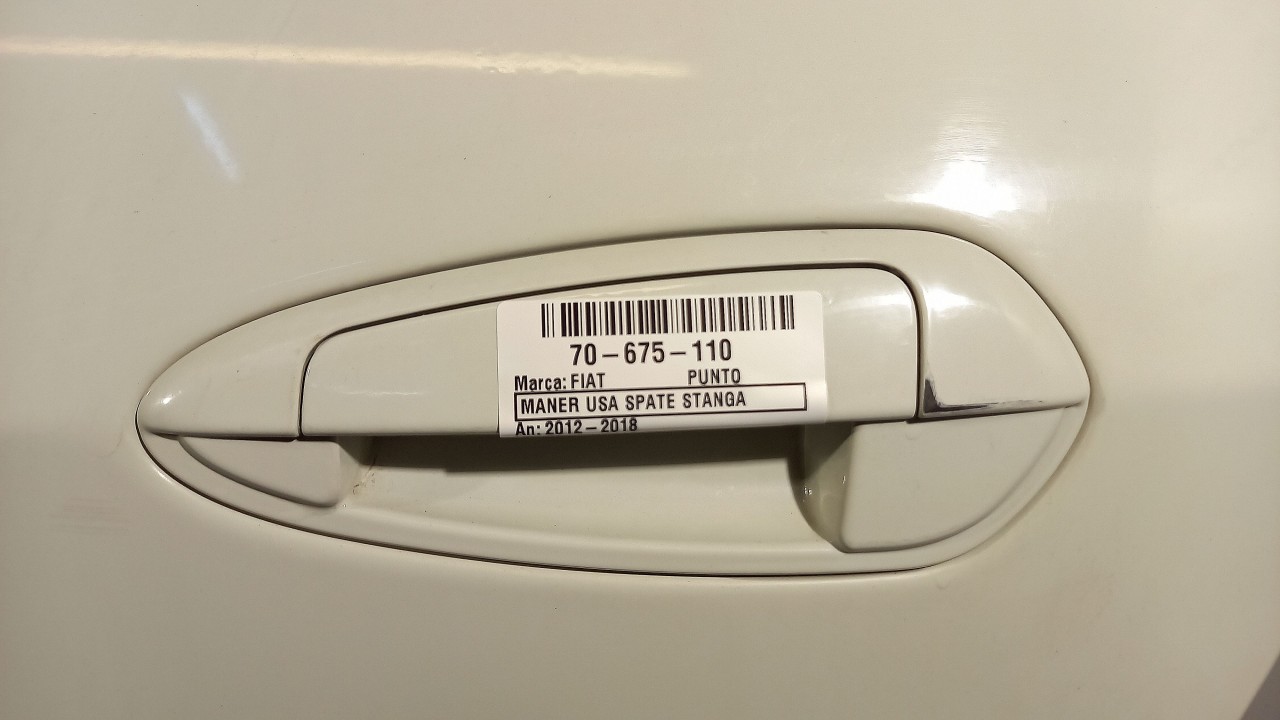 70-675-110
Marca: FIAT PUNTO
MANER USA SPATE STANGA
An: 2012-2018